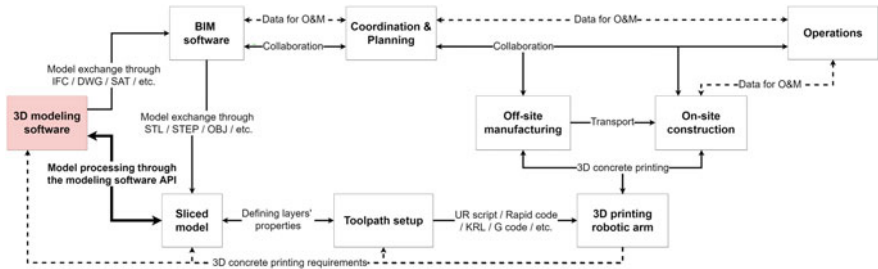 BIM
software
Data for O&M
Collaboration
Coordination &
Planning
Data for O&M
Collaboration
Operations
Model exchange through
IFC / DWG / SAT / etc.
Data for O&M
3D modeling
software
Model exchange through
STL / STEP / OBJ / etc.
Off-site
manufacturing
Transport
On-site
construction
Model processing through
the modeling software API
3D concrete printing
Sliced
model
Defining layers'
properties
Toolpath setup
UR script / Rapid code
/ KRL / G code / etc.
3D printing
robotic arm
3D concrete printing requirements